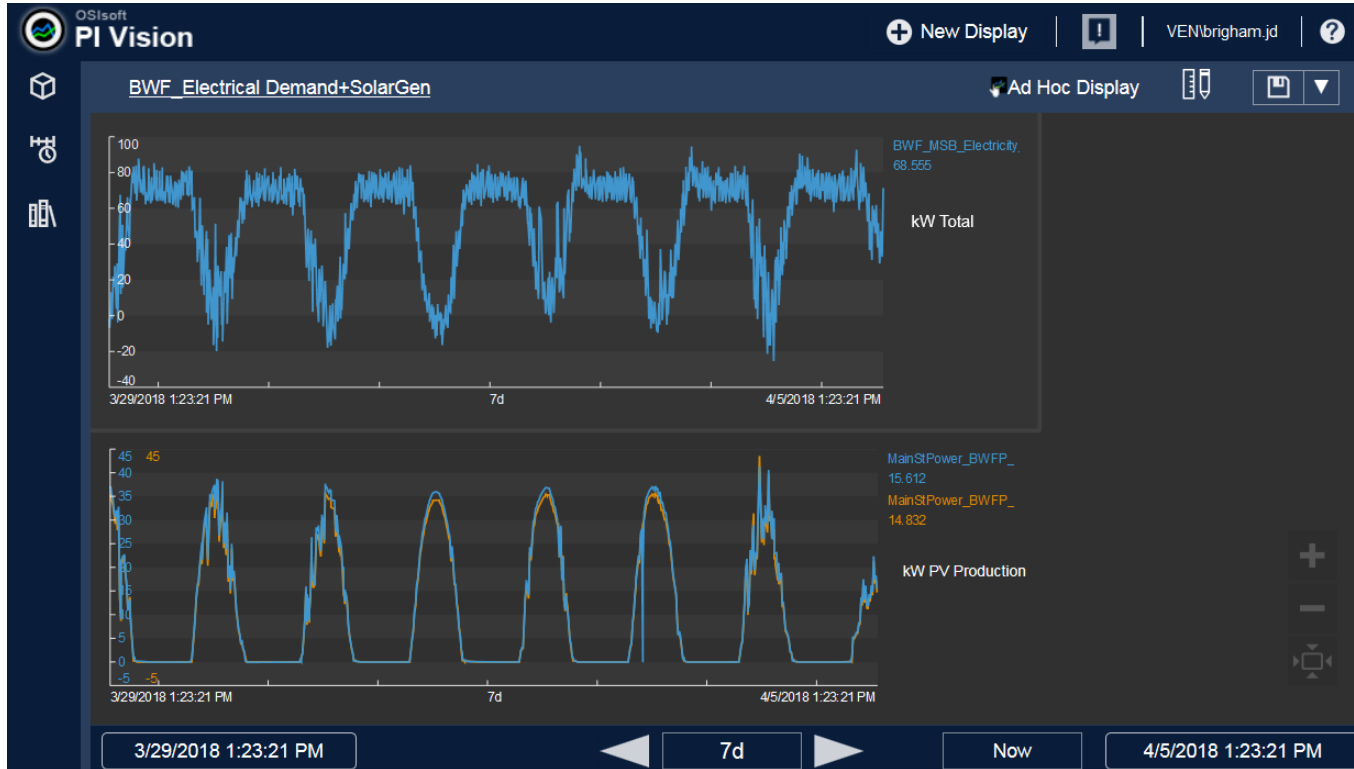 OSIsoft
PI Vision
New Display
VEN\brigham.jd
?
BWF_Electrical Demand+SolarGen
Ad Hoc Display
100
80
60
40
20
0
-20
-40
BWF_MSB_Electricity
68.555
kW Total
3/29/2018 1:23:21 PM
7d
4/5/2018 1:23:21 PM
45 45
40
35
30
25
20
15
10
5
0
-5 -5
MainStPower_BWFP_
15.612
MainStPower_BWFP_
14.832
kW PV Production
3/29/2018 1:23:21 PM
7d
4/5/2018 1:23:21 PM
3/29/2018 1:23:21 PM
7d
Now
4/5/2018 1:23:21 PM